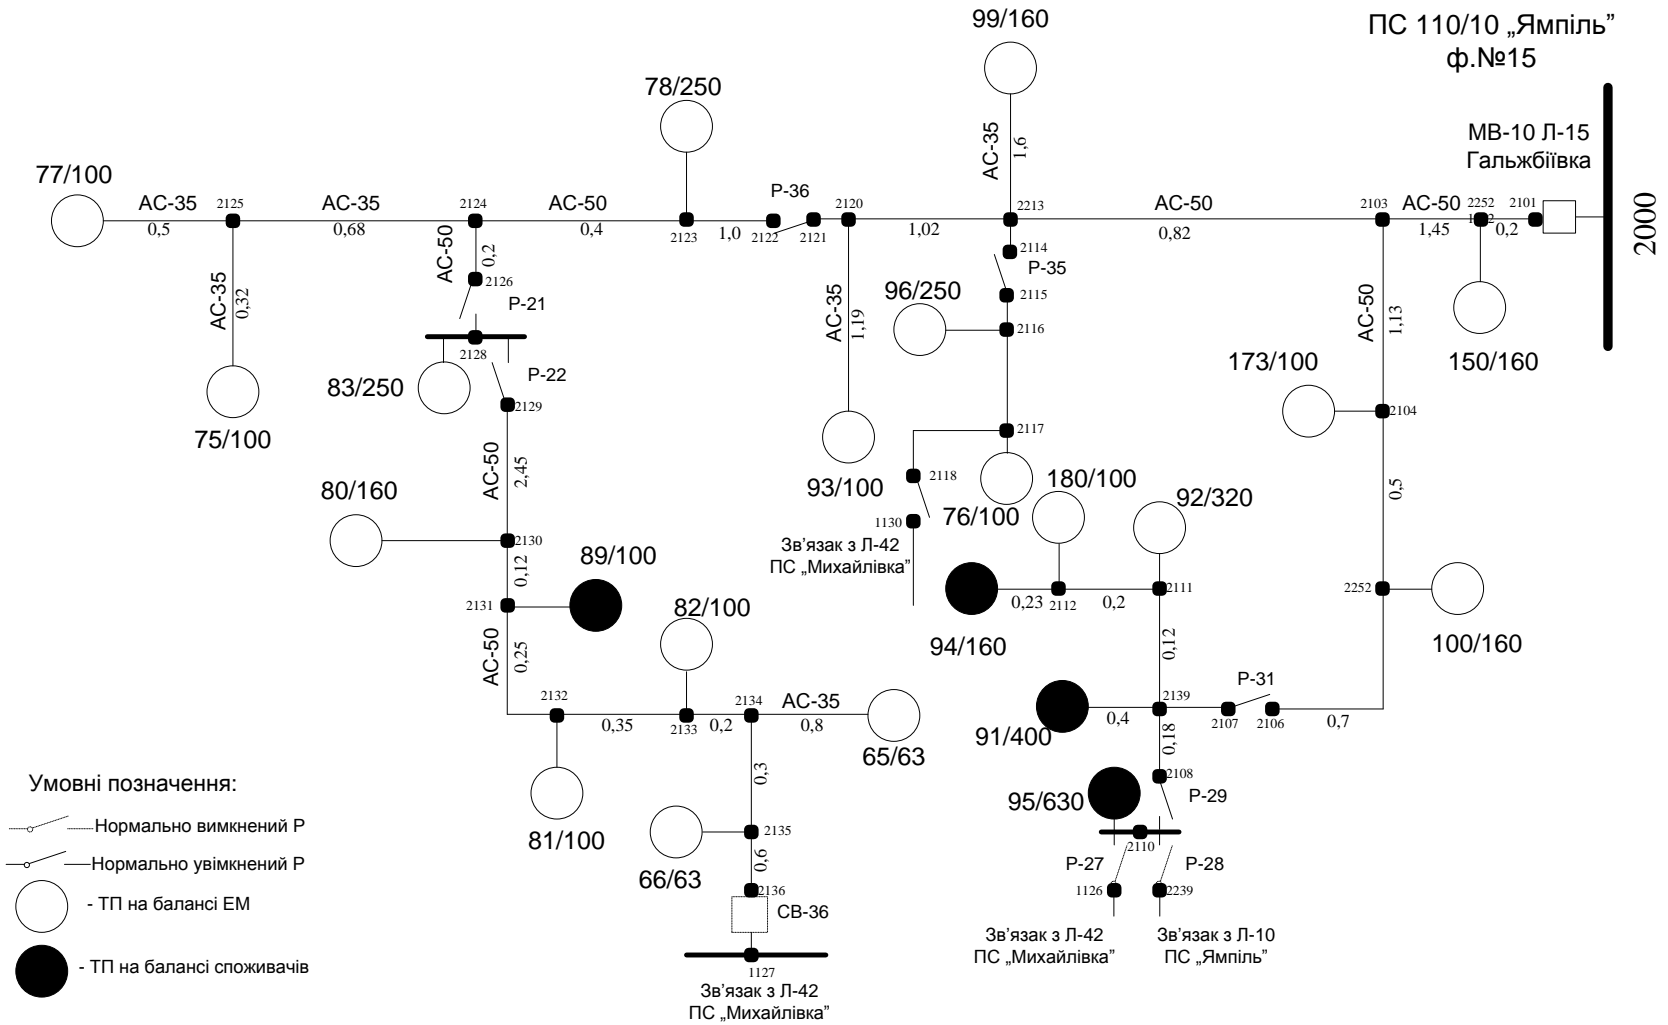 99/160
ПС 110/10 „Ямпіль”
ф.№15
78/250
МВ-10 Л-15
Гальжбіївка
2000
77/100
АС-35
0,5
2125
АС-35
0,68
2124
АС-50
0,4
2123
1,0
2122
Р-36
2121
2120
1,02
АС-35
1,6
2213
АС-50
0,82
2103
АС-50
1,45
2252
0,2
2101
АС-50
0,2
2126
Р-21
2114
Р-35
2115
АС-35
0,32
2128
Р-22
83/250
2129
75/100
АС-35
1,19
96/250
2116
АС-50
1,13
150/160
173/100
2104
АС-50
2,45
80/160
2130
0,12
89/100
2131
АС-50
0,25
93/100
2117
2118
76/100
1130
Зв’язак з Л-42
ПС „Михайлівка”
180/100
92/320
0,5
94/160
0,23
2112
0,2
2111
0,12
2252
100/160
82/100
2132
0,35
2133
0,2
2134
АС-35
0,8
65/63
81/100
0,3
66/63
2135
0,6
2136
СВ-36
1127
Зв’язак з Л-42
ПС „Михайлівка”
91/400
0,4
2139
2107
Р-31
2106
0,7
0,18
2108
95/630
Р-29
2110
Р-27
Р-28
1126
2239
Зв’язак з Л-42
ПС „Михайлівка”
Зв’язак з Л-10
ПС „Ямпіль”
Умовні позначення:
Нормально вимкнений Р
Нормально увімкнений Р
- ТП на балансі ЕМ
- ТП на балансі споживачів